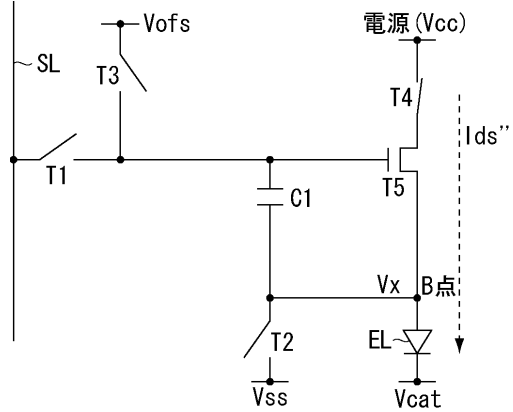 Vofs
電源(Vcc)
SL
T3
T4
Ids''
T1
T5
C1
Vx
B点
T2
EL
Vss
Vcat